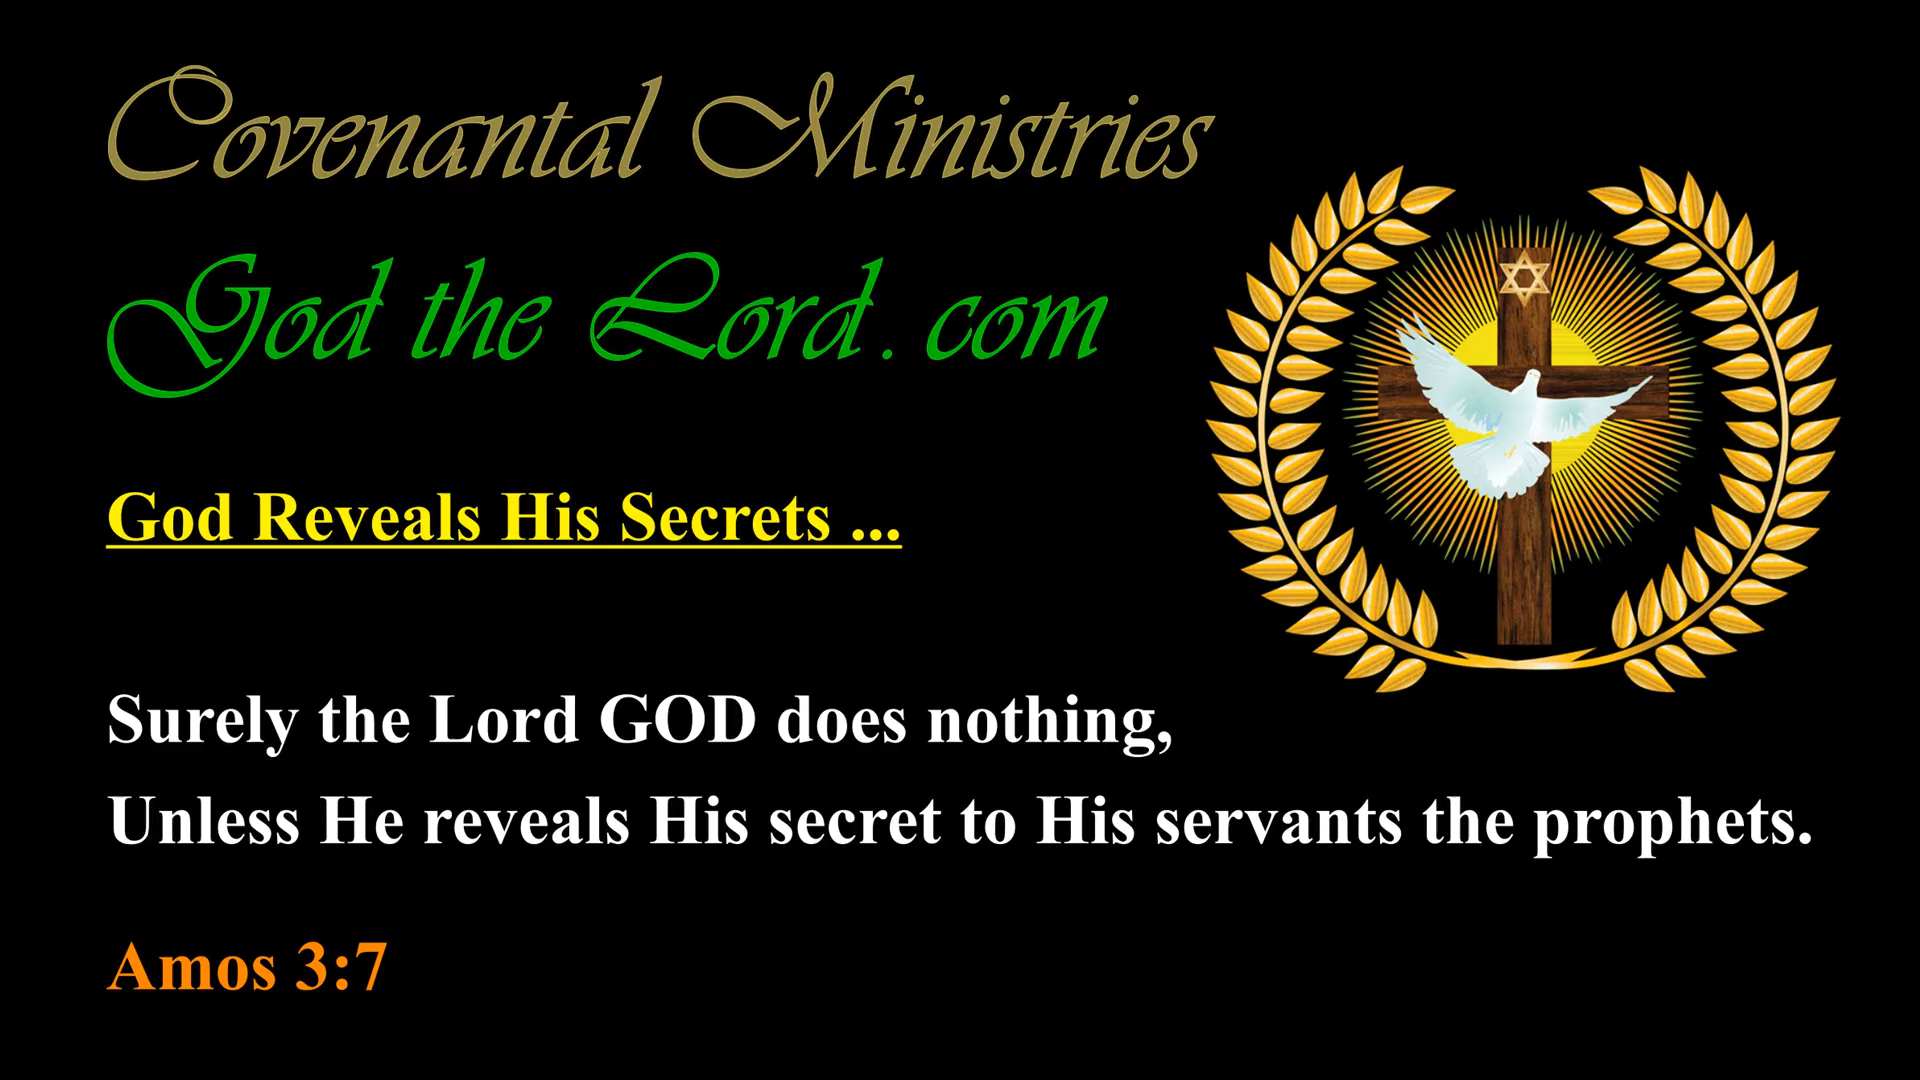 Covenantal Ministries
God the Lord . com
God Reveals His Secrets ...
Surely the Lord GOD does nothing,
Unless He reveals His secret to His servants the prophets.
Amos 3:7